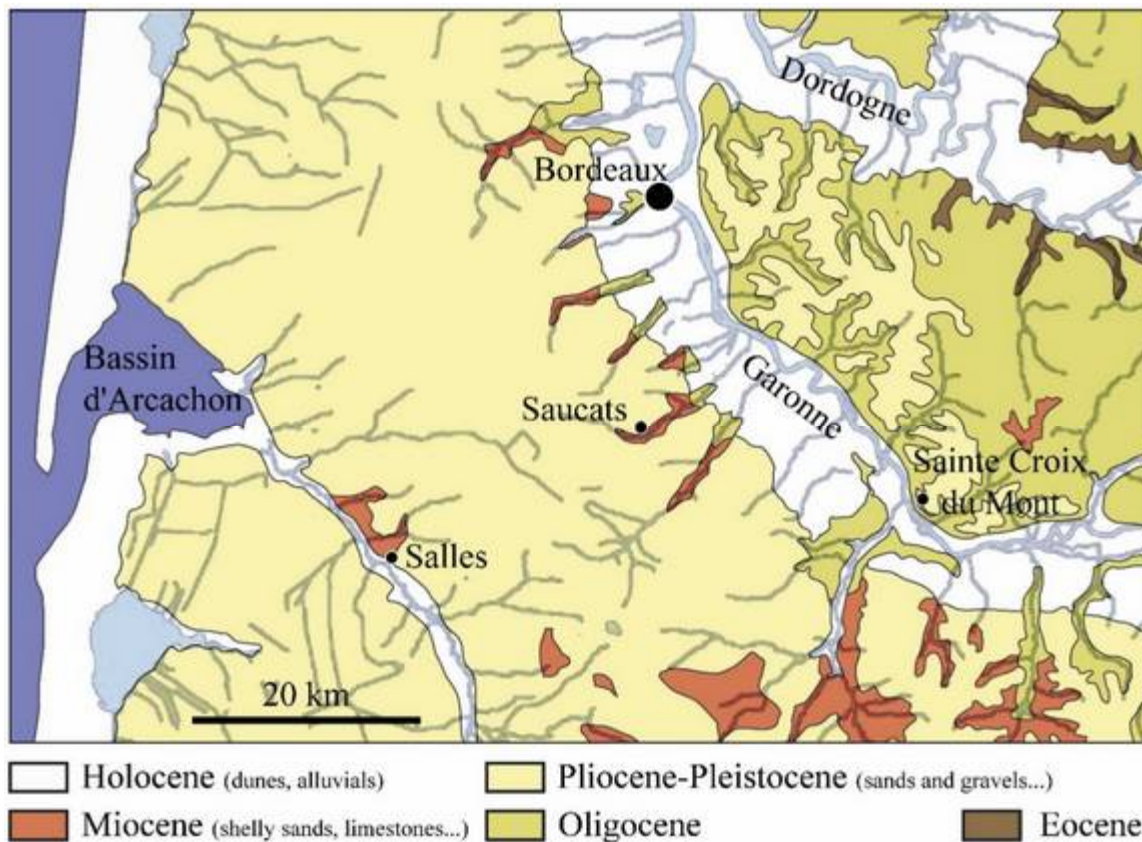 Dordogne
Bordeaux
Bassin
d'Arcachon
Garonne
Saucats
Sainte Croix
du Mont
Salles
20 km
Holocene (dunes, alluvials)
Pliocene-Pleistocene (sands and gravels...)
Miocene (shelly sands, limestones...)
Oligocene
Eocene